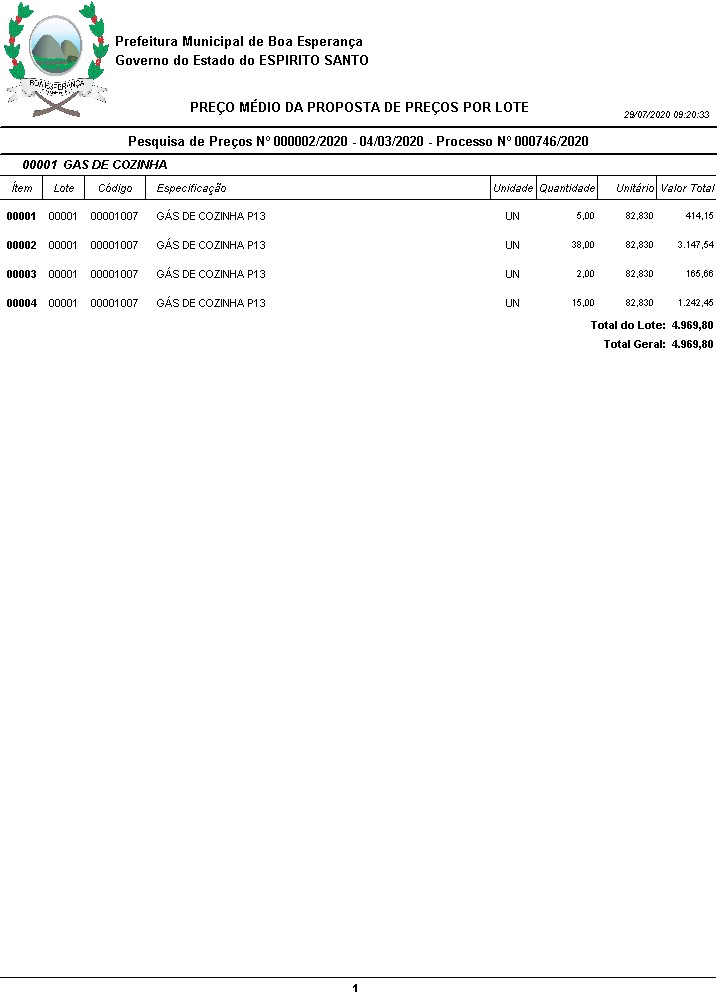 BOA ESPERANÇA
Prefeitura Municipal de Boa Esperança
Governo do Estado do ESPIRITO SANTO
PREÇO MÉDIO DA PROPOSTA DE PREÇOS POR LOTE
29/07/2020 09:20:33
Pesquisa de Preços Nº 000002/2020 - 04/03/2020 - Processo Nº 000746/2020
00001 GAS DE COZINHA
Ítem Lote Código Especificação Unidade Quantidade Unitário Valor Total
00001 00001 00001007 GÁS DE COZINHA P13 UN 5,00 82,830 414,15
00002 00001 00001007 GÁS DE COZINHA P13 UN 38,00 82,830 3.147,54
00003 00001 00001007 GÁS DE COZINHA P13 UN 2,00 82,830 165,66
00004 00001 00001007 GÁS DE COZINHA P13 UN 15,00 82,830 1.242,45
Total do Lote: 4.969,80
Total Geral: 4.969,80
1